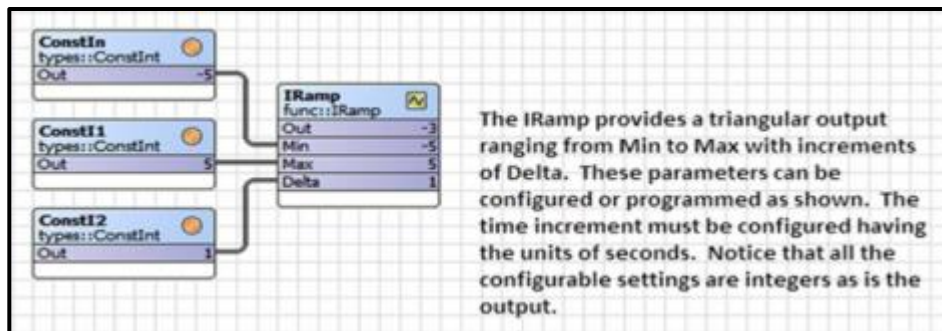 ConstIn
types::ConstInt
Out -5
ConstI1
types::ConstInt
Out 5
ConstI2
types::ConstInt
Out 1
IRamp
func::IRamp
Out -3
Min -5
Max 5
Delta 1
The IRamp provides a triangular output
ranging from Min to Max with increments
of Delta. These parameters can be
configured or programmed as shown. The
time increment must be configured having
the units of seconds. Notice that all the
configurable settings are integers as is the
output.